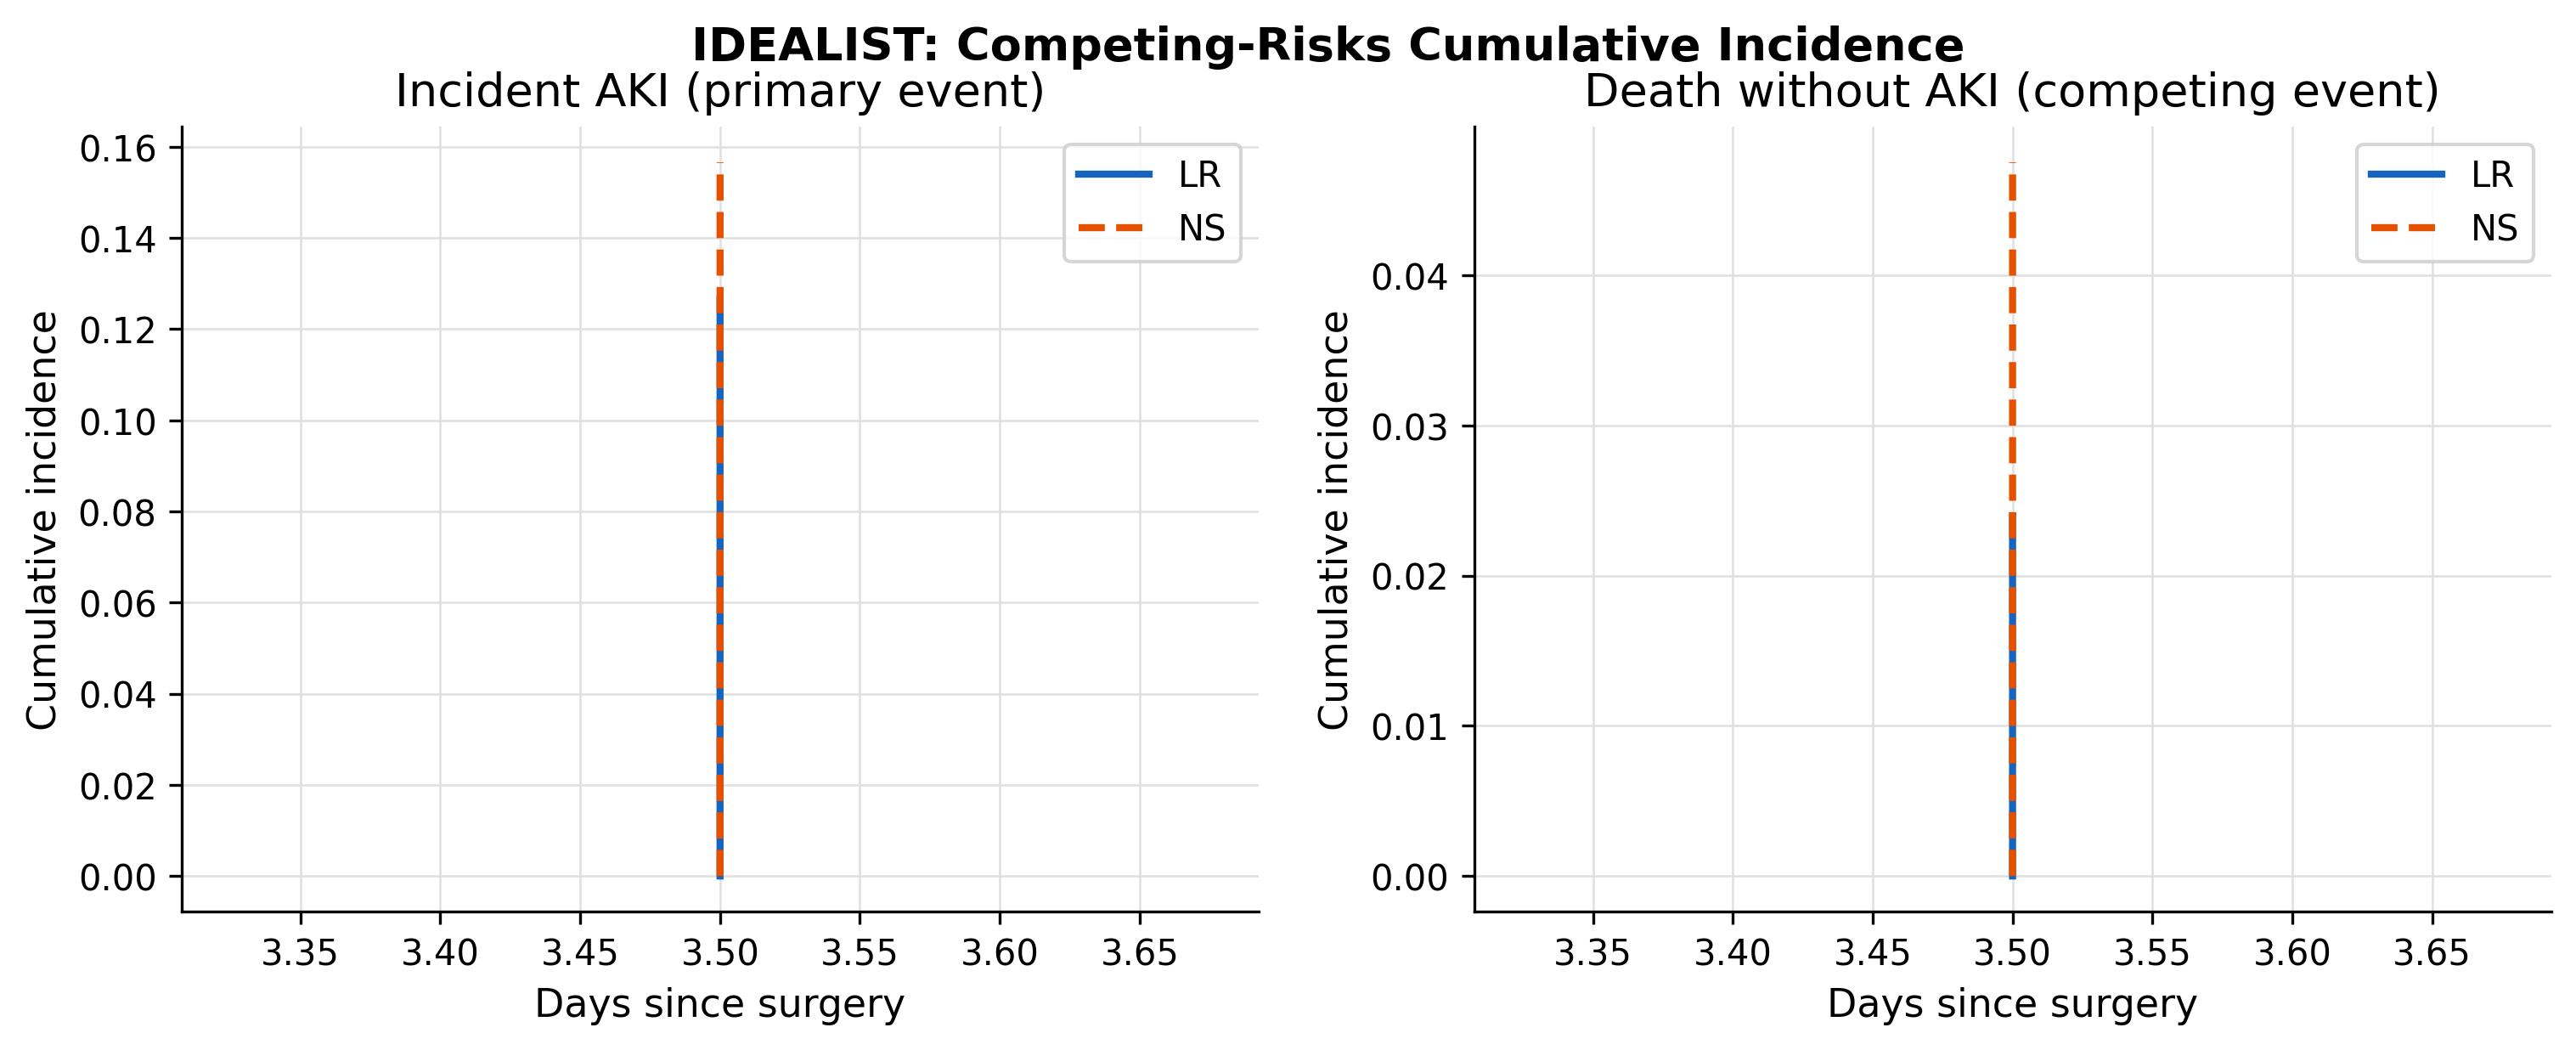 IDEALIST: Competing-Risks Cumulative Incidence
Incident AKI (primary event)
0.16
0.14
0.12
0.10
0.08
0.06
0.04
0.02
0.00
Cumulative incidence
LR
NS
3.35 3.40 3.45 3.50 3.55 3.60 3.65
Days since surgery
Death without AKI (competing event)
0.04
0.03
0.02
0.01
0.00
Cumulative incidence
LR
NS
3.35 3.40 3.45 3.50 3.55 3.60 3.65
Days since surgery